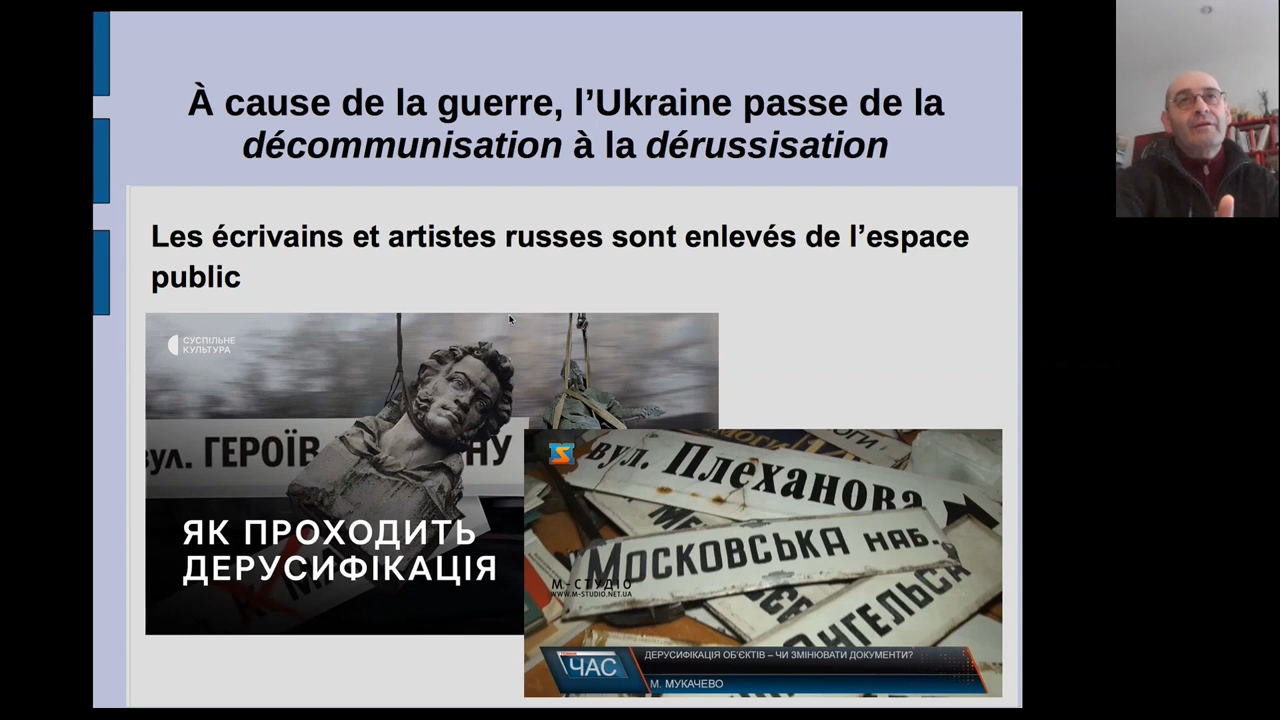 À cause de la guerre, l’Ukraine passe de la
décommunisation à la dérussisation
Les écrivains et artistes russes sont enlevés de l’espace
public
СУСПІЛЬНЕ
КУЛЬТУРА
вул. ГЕРОЇВ
ЯК ПРОХОДИТЬ
ДЕРУСИФІКАЦІЯ
вул. Плеханова
Московська наб.
М-СТУДІО
WWW.M-STUDIO.NET.UA
ЧАС
ДЕРУСИФІКАЦІЯ ОБ'ЄКТІВ – ЧИ ЗМІНЮВАТИ ДОКУМЕНТИ?
М. МУКАЧЕВО